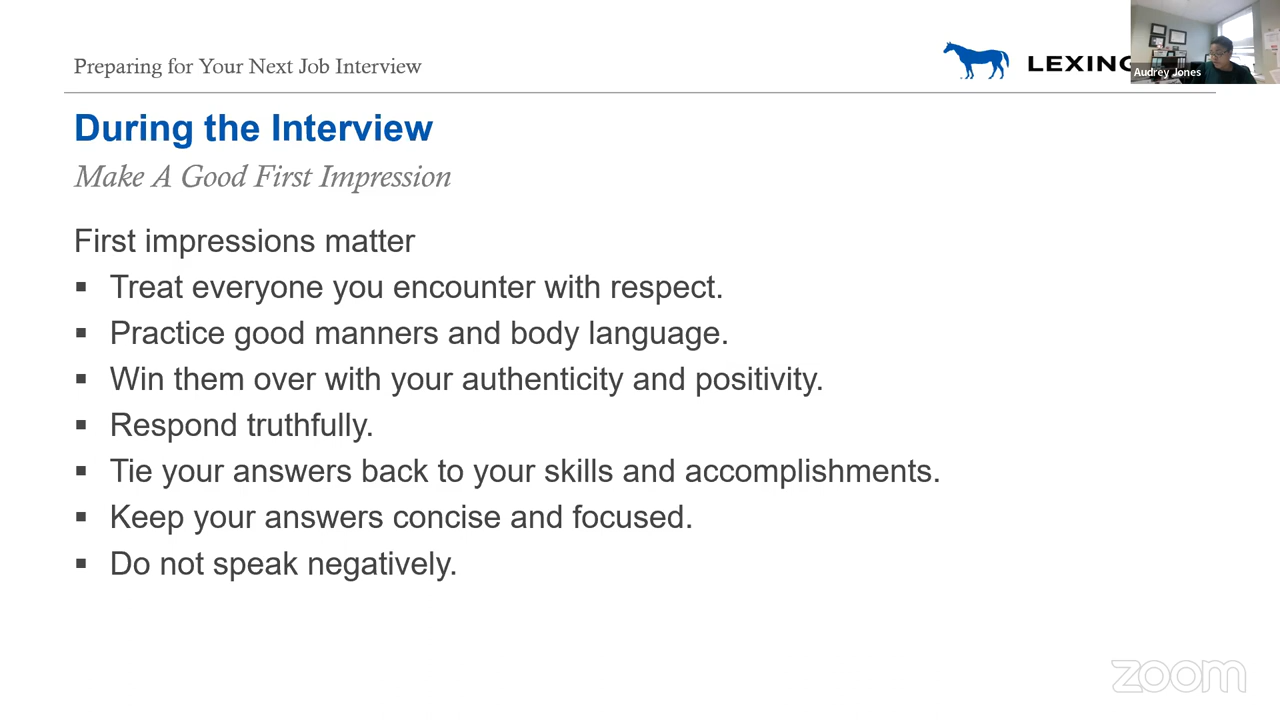 Preparing for Your Next Job Interview
LEXING
Audrey Jones
During the Interview
Make A Good First Impression
First impressions matter
▪ Treat everyone you encounter with respect.
▪ Practice good manners and body language.
▪ Win them over with your authenticity and positivity.
▪ Respond truthfully.
▪ Tie your answers back to your skills and accomplishments.
▪ Keep your answers concise and focused.
▪ Do not speak negatively.
zoom